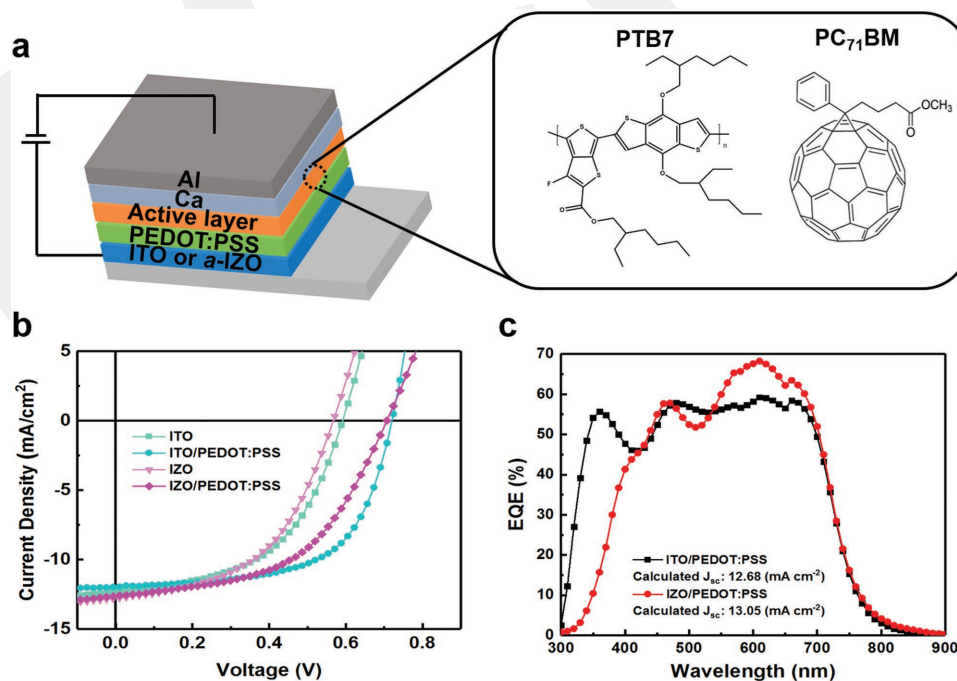 a
PTB7
PC71BM
Al
Ca
Active layer
PEDOT:PSS
ITO or a-IZO
S
S
S
S
O
O
F
O
O
n
OCH3
O
b
5
0
-5
-10
-15
0.0 0.2 0.4 0.6 0.8
Current Density (mA/cm2)
Voltage (V)
ITO
ITO/PEDOT:PSS
IZO
IZO/PEDOT:PSS
c
70
60
50
40
30
20
10
0
300 400 500 600 700 800 900
EQE (%)
Wavelength (nm)
ITO/PEDOT:PSS
Calculated Jsc: 12.68 (mA cm-2)
IZO/PEDOT:PSS
Calculated Jsc: 13.05 (mA cm-2)